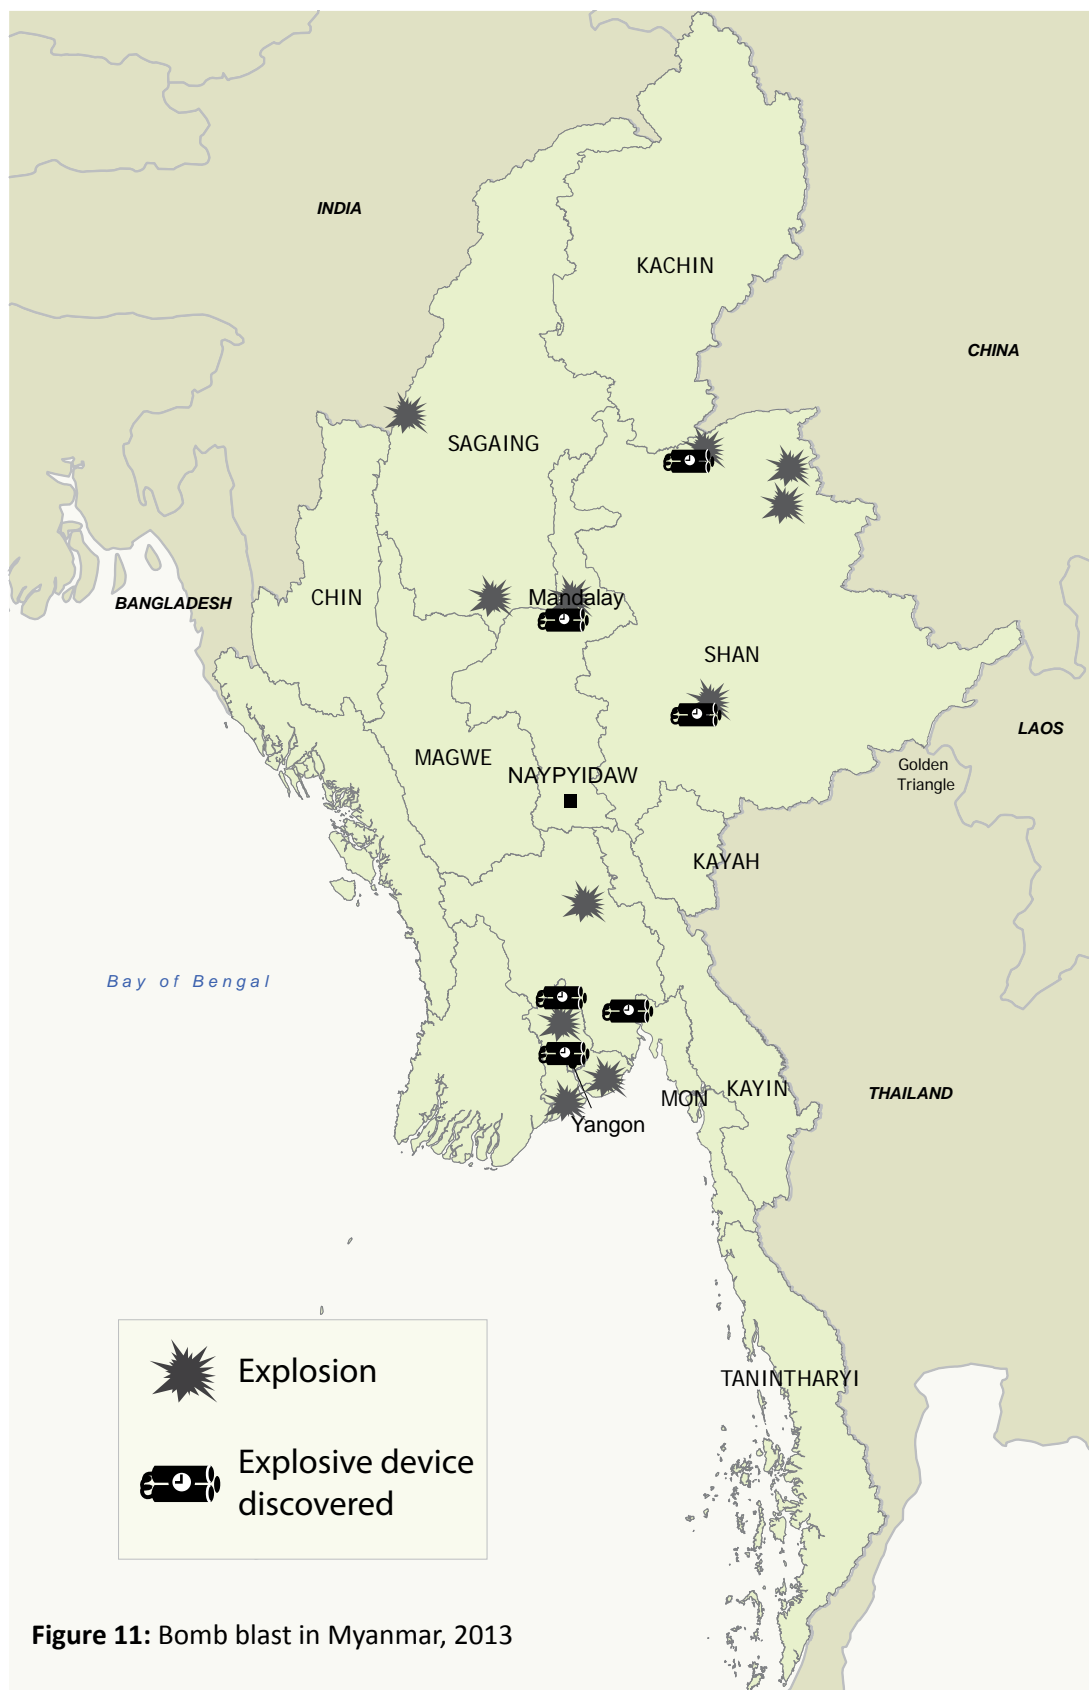 INDIA
KACHIN
CHINA
SAGAING
CHIN
BANGLADESH
Mandalay
SHAN
LAOS
MAGWE
NAYPYIDAW
Golden
Triangle
KAYAH
Bay of Bengal
KAYIN
MON
THAILAND
Yangon
TANINTHARYI
Explosion
Explosive device
discovered
Figure 11: Bomb blast in Myanmar, 2013